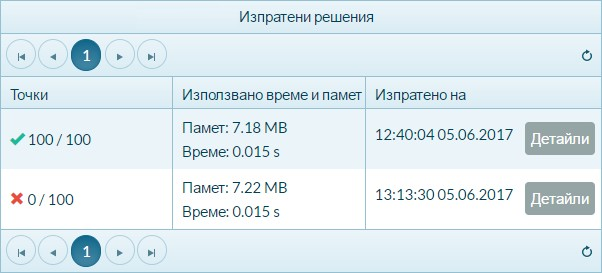 Изпратени решения
1
Точки Използвано време и памет Изпратено на
100 / 100 Памет: 7.18 MB Време: 0.015 s 12:40:04 05.06.2017 Детайли
0 / 100 Памет: 7.22 MB Време: 0.015 s 13:13:30 05.06.2017 Детайли
1